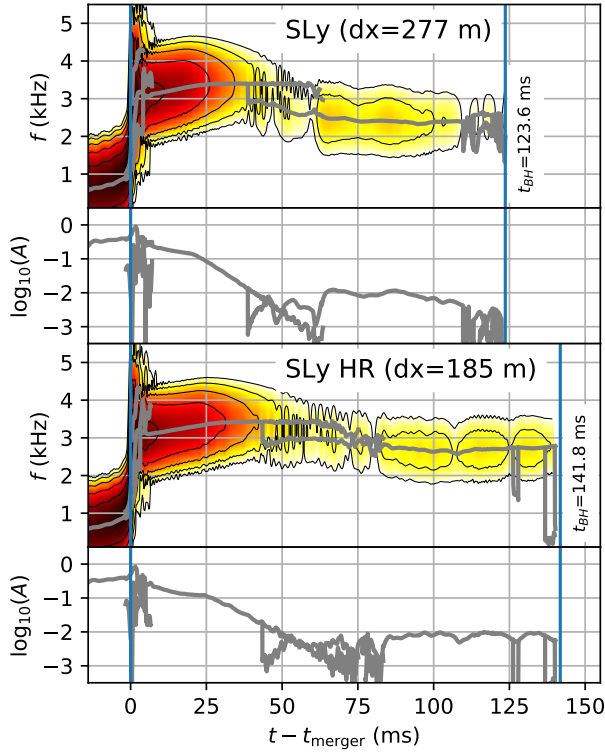 SLy (dx=277 m)
5
4
3
2
1
f (kHz)
t_BH=123.6 ms
0
−1
−2
−3
log10(A)
SLy HR (dx=185 m)
5
4
3
2
1
f (kHz)
t_BH=141.8 ms
0
−1
−2
−3
log10(A)
0 25 50 75 100 125 150
t − t_merger (ms)